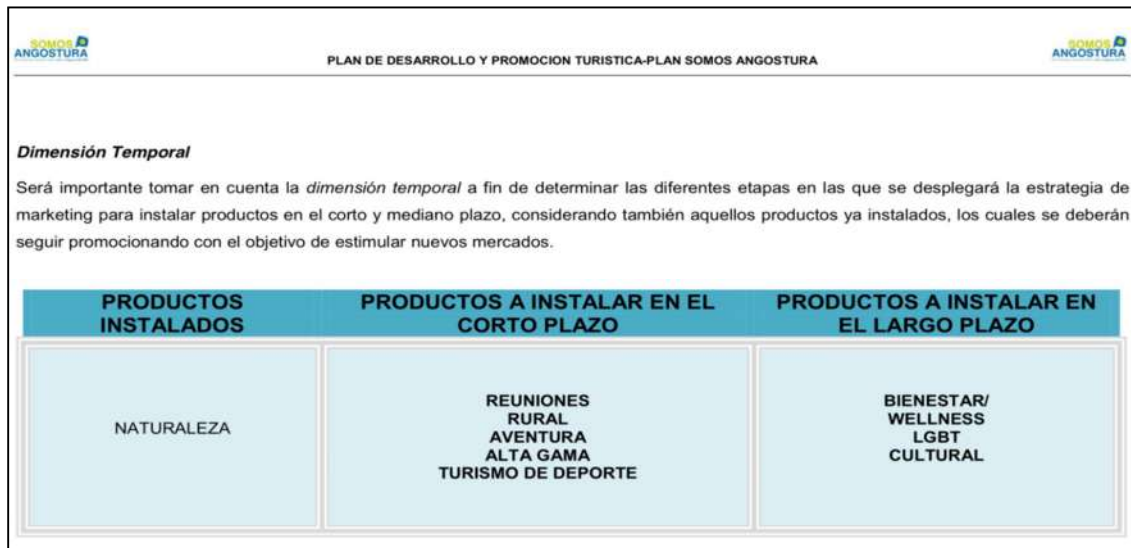 SOMOS
ANGOSTURA
PLAN DE DESARROLLO Y PROMOCION TURISTICA-PLAN SOMOS ANGOSTURA
SOMOS
ANGOSTURA
Dimensión Temporal
Será importante tomar en cuenta la dimensión temporal a fin de determinar las diferentes etapas en las que se desplegará la estrategia de
marketing para instalar productos en el corto y mediano plazo, considerando también aquellos productos ya instalados, los cuales se deberán
seguir promocionando con el objetivo de estimular nuevos mercados.
PRODUCTOS
INSTALADOS
PRODUCTOS A INSTALAR EN EL
CORTO PLAZO
PRODUCTOS A INSTALAR EN
EL LARGO PLAZO
NATURALEZA
REUNIONES
RURAL
AVENTURA
ALTA GAMA
TURISMO DE DEPORTE
BIENESTAR/
WELLNESS
LGBT
CULTURAL